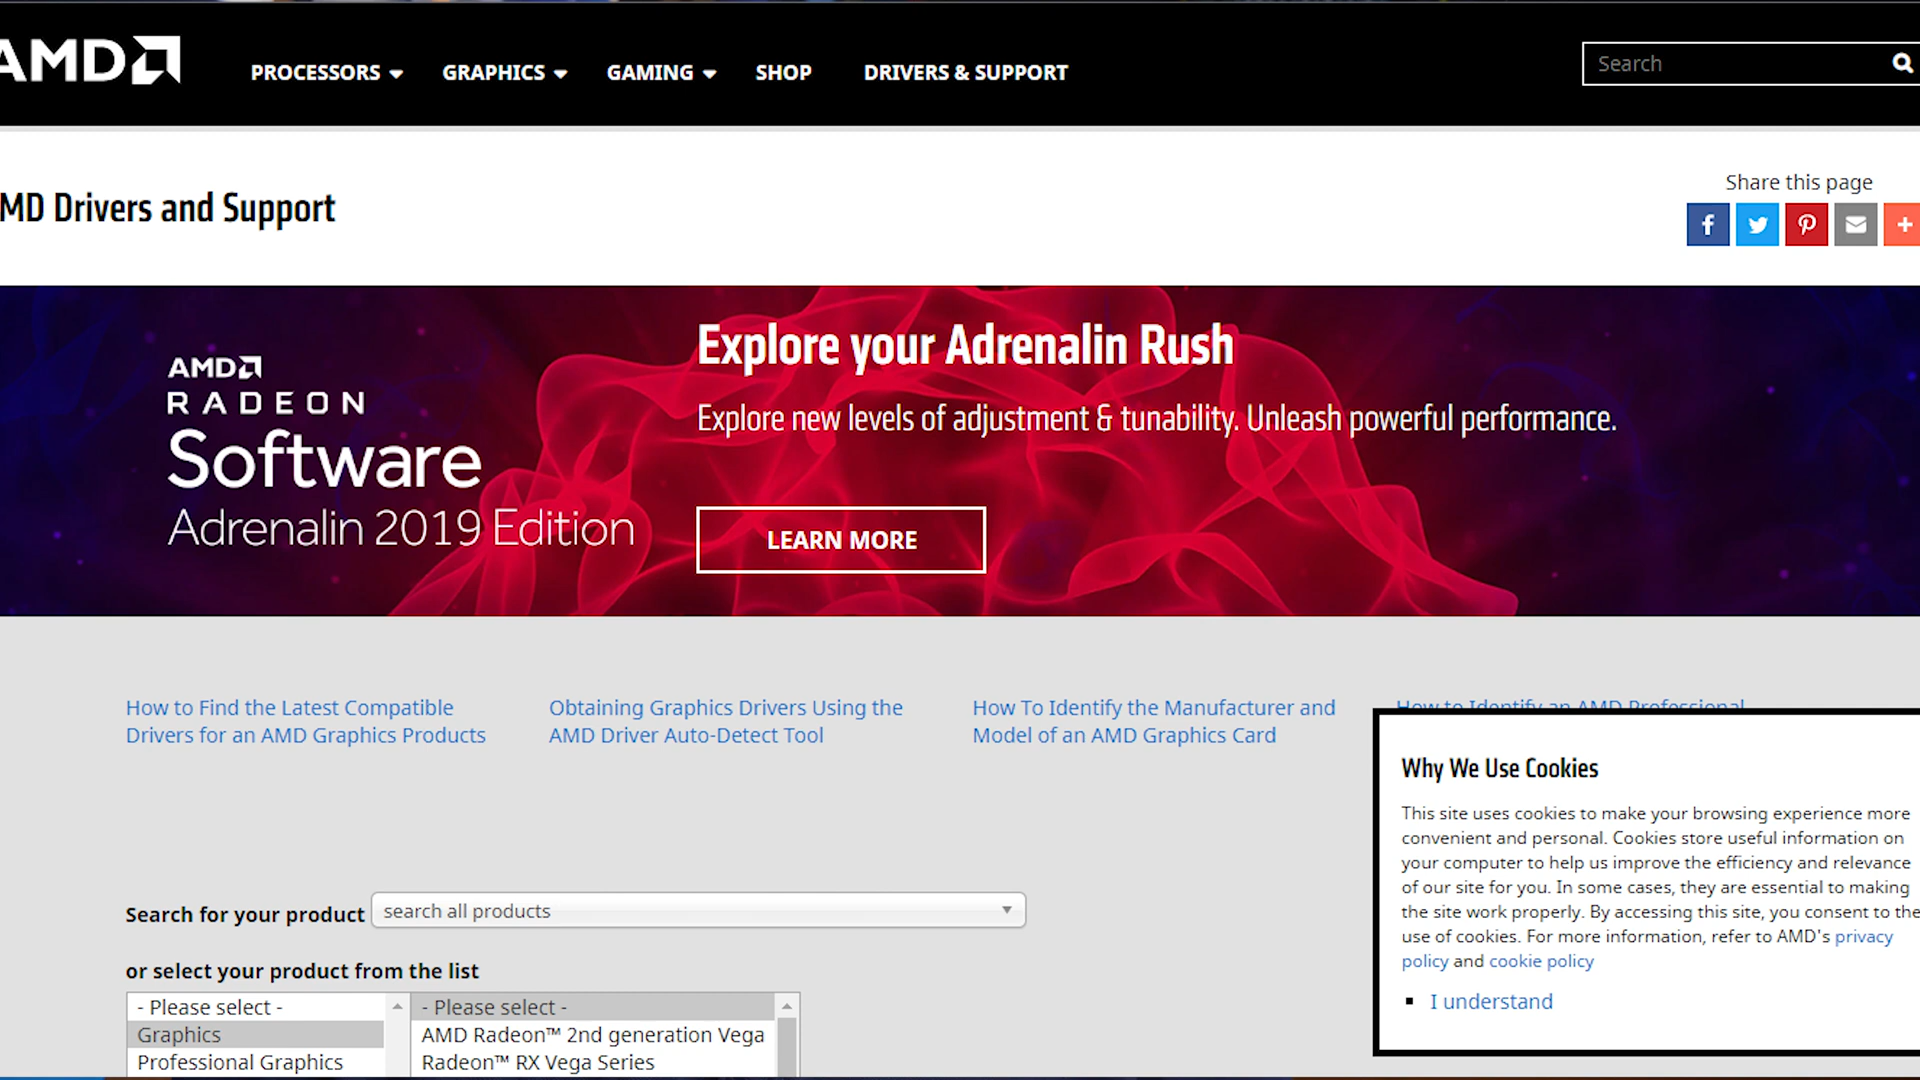 AMD
PROCESSORS GRAPHICS GAMING SHOP DRIVERS & SUPPORT
Search
MD Drivers and Support
Share this page
AMD
RADEON
Software
Adrenalin 2019 Edition
Explore your Adrenalin Rush
Explore new levels of adjustment & tunability. Unleash powerful performance.
LEARN MORE
How to Find the Latest Compatible
Drivers for an AMD Graphics Products
Obtaining Graphics Drivers Using the
AMD Driver Auto-Detect Tool
How To Identify the Manufacturer and
Model of an AMD Graphics Card
How to Identify an AMD Professional
Why We Use Cookies
This site uses cookies to make your browsing experience more
convenient and personal. Cookies store useful information on
your computer to help us improve the efficiency and relevance
of our site for you. In some cases, they are essential to making
the site work properly. By accessing this site, you consent to the
use of cookies. For more information, refer to AMD's privacy
policy and cookie policy
I understand
Search for your product search all products
or select your product from the list
- Please select -
Graphics
Professional Graphics
- Please select -
AMD Radeon™ 2nd generation Vega
Radeon™ RX Vega Series